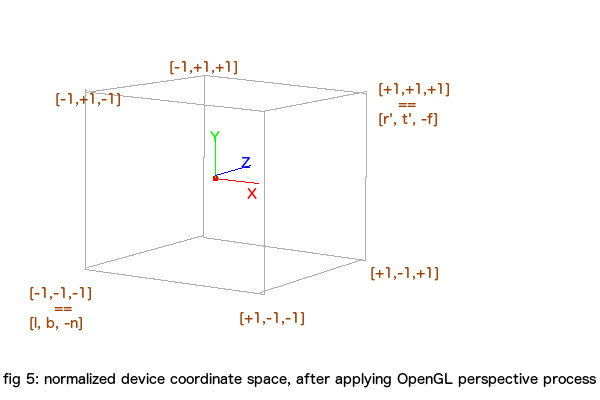 [-1,+1,+1]
[-1,+1,-1]
[+1,+1,+1]
==
[r', t', -f]
Y
Z
X
[+1,-1,+1]
[-1,-1,-1]
==
[l, b, -n]
[+1,-1,-1]
fig 5: normalized device coordinate space, after applying OpenGL perspective process